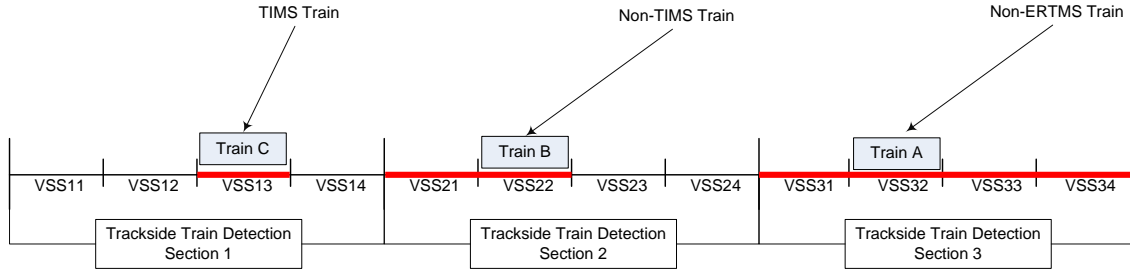 TIMS Train
Non-TIMS Train
Non-ERTMS Train
Train C
Train B
Train A
VSS11
VSS12
VSS13
VSS14
VSS21
VSS22
VSS23
VSS24
VSS31
VSS32
VSS33
VSS34
Trackside Train Detection
Section 1
Trackside Train Detection
Section 2
Trackside Train Detection
Section 3